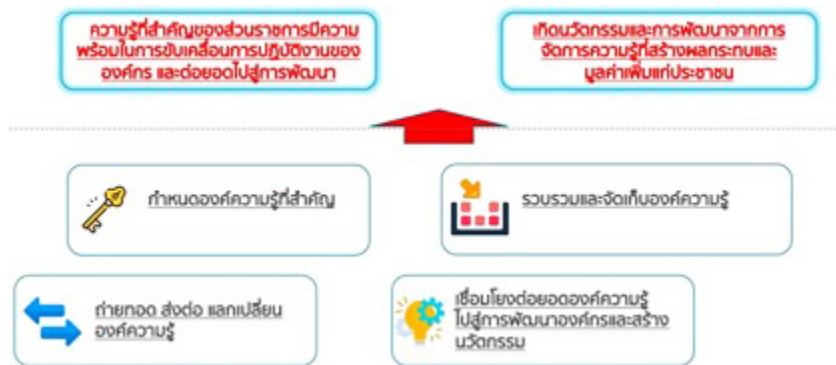 ความรู้ที่สำคัญของส่วนราชการมีความ
พร้อมในการขับเคลื่อนการปฏิบัติงานของ
องค์กร และต่อยอดไปสู่การพัฒนา
เกิดนวัตกรรมและการพัฒนาจากการ
จัดการความรู้ที่สร้างผลกระทบและ
มูลค่าเพิ่มแก่ประชาชน
กำหนดองค์ความรู้ที่สำคัญ
รวบรวมและจัดเก็บองค์ความรู้
ถ่ายทอด ส่งต่อ แลกเปลี่ยน
องค์ความรู้
เชื่อมโยงต่อยอดองค์ความรู้
ไปสู่การพัฒนาองค์กรและสร้าง
นวัตกรรม